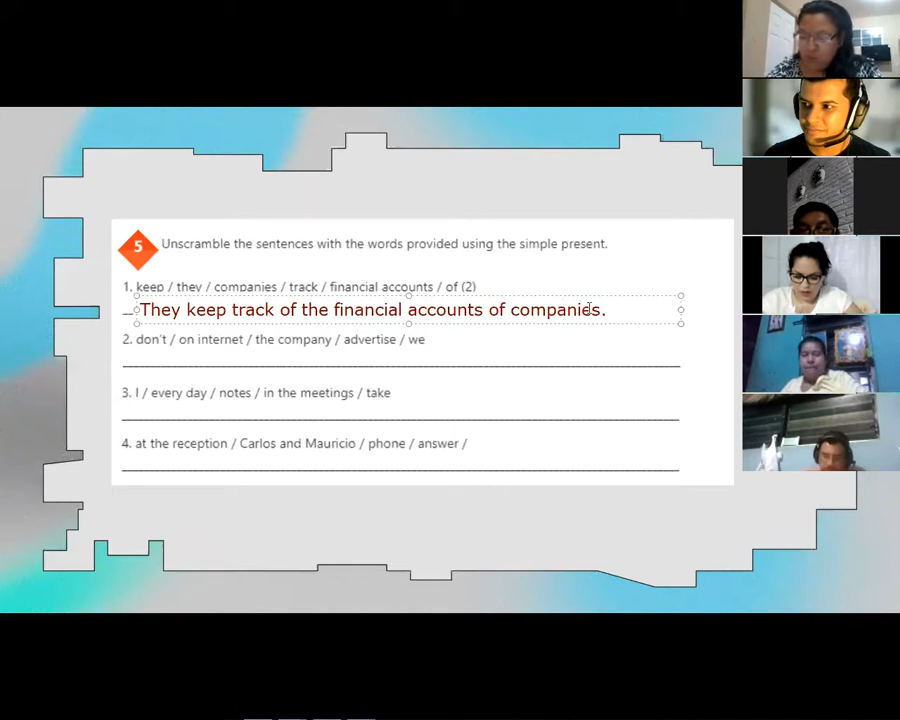 5 Unscramble the sentences with the words provided using the simple present.
1. keep / they / companies / track / financial accounts / of (2)
They keep track of the financial accounts of companies.
2. don't / on internet / the company / advertise / we
3. I / every day / notes / in the meetings / take
4. at the reception / Carlos and Mauricio / phone / answer /